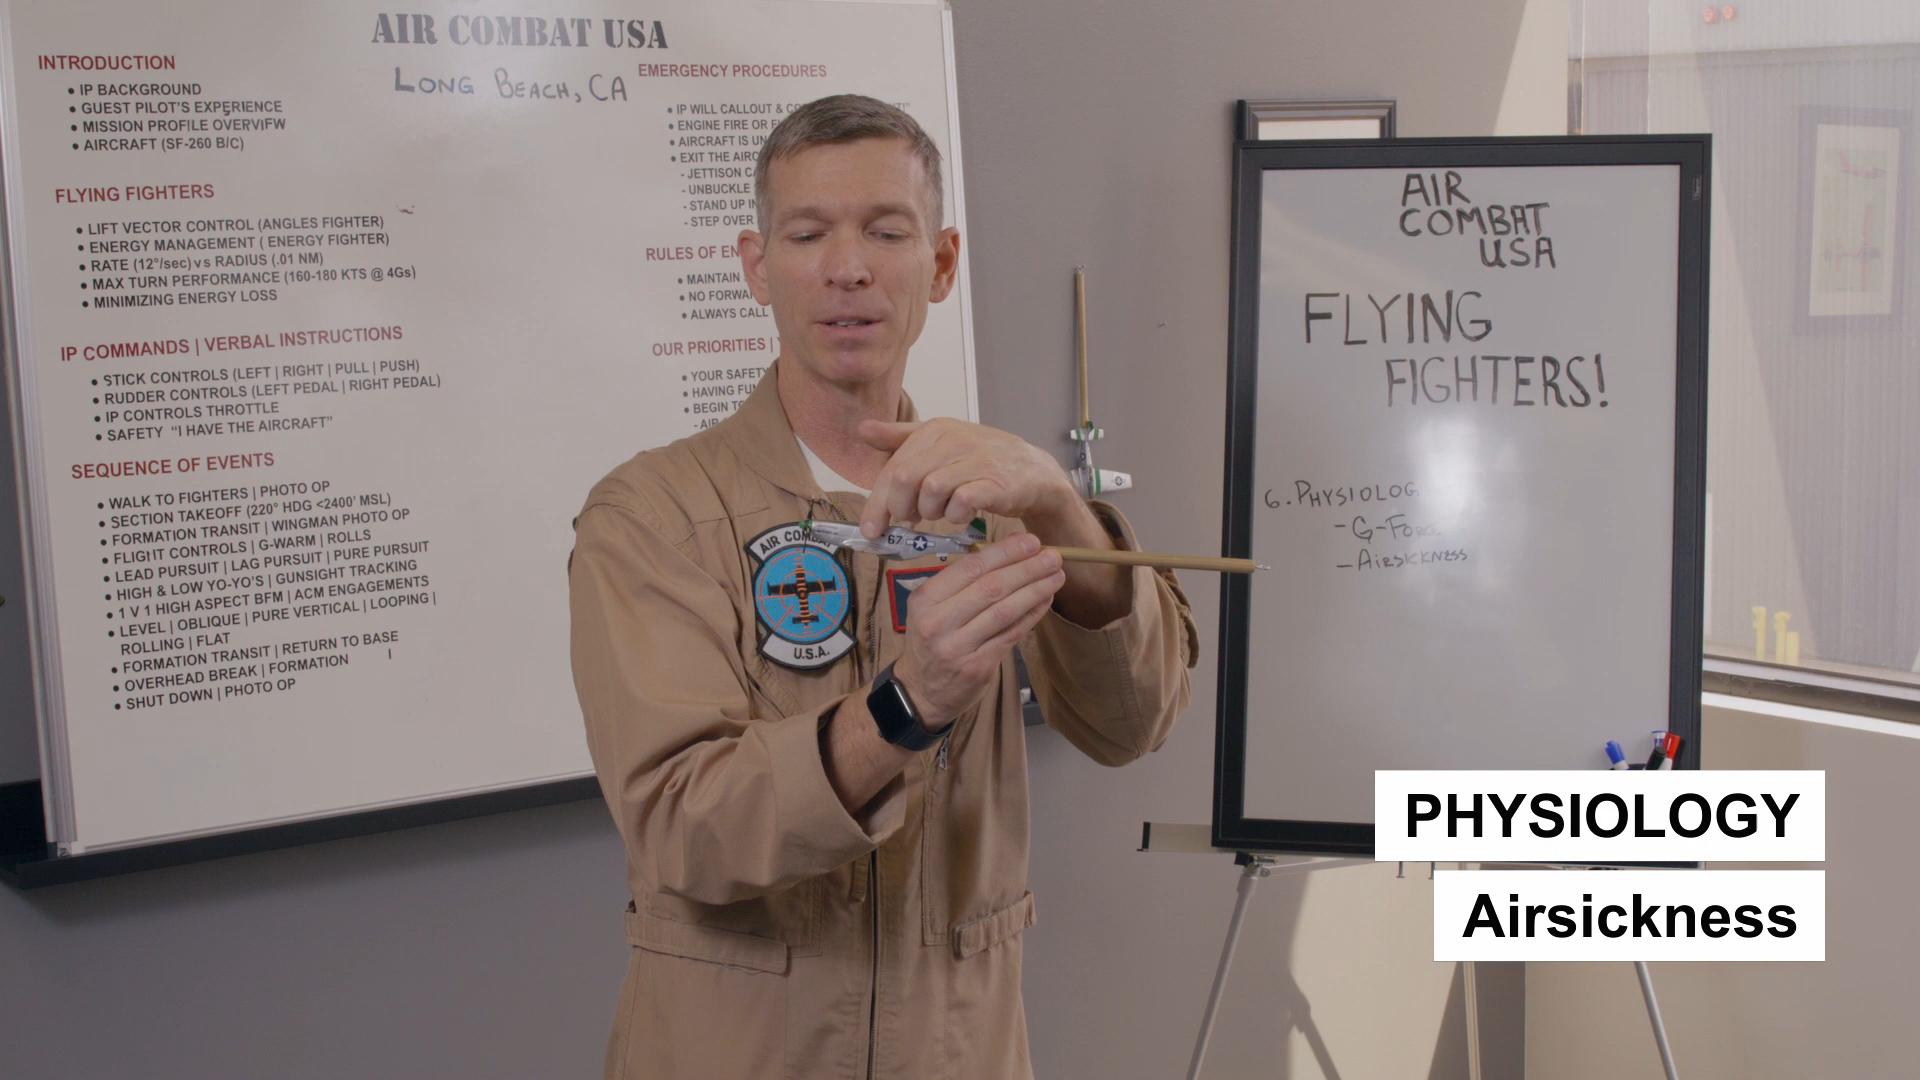 AIR COMBAT USA
LONG BEACH, CA
INTRODUCTION
• IP BACKGROUND
• GUEST PILOT'S EXPERIENCE
• MISSION PROFILE OVERVIEW
• AIRCRAFT (SF-260 B/C)
FLYING FIGHTERS
• LIFT VECTOR CONTROL (ANGLES FIGHTER)
• ENERGY MANAGEMENT ( ENERGY FIGHTER)
• RATE (12°/sec) vs RADIUS (.01 NM)
• MAX TURN PERFORMANCE (160-180 KTS @ 4Gs)
• MINIMIZING ENERGY LOSS
IP COMMANDS | VERBAL INSTRUCTIONS
• STICK CONTROLS (LEFT | RIGHT | PULL | PUSH)
• RUDDER CONTROLS (LEFT PEDAL | RIGHT PEDAL)
• IP CONTROLS THROTTLE
• SAFETY "I HAVE THE AIRCRAFT"
SEQUENCE OF EVENTS
• WALK TO FIGHTERS | PHOTO OP
• SECTION TAKEOFF (220° HDG <2400' MSL)
• FORMATION TRANSIT | WINGMAN PHOTO OP
• FLIGHT CONTROLS | G-WARM | ROLLS
• LEAD PURSUIT | LAG PURSUIT | PURE PURSUIT
• HIGH & LOW YO-YO'S | GUNSIGHT TRACKING
• 1 V 1 HIGH ASPECT BFM | ACM ENGAGEMENTS
• LEVEL | OBLIQUE | PURE VERTICAL | LOOPING |
ROLLING | FLAT
• FORMATION TRANSIT | RETURN TO BASE
• OVERHEAD BREAK | FORMATION
• SHUT DOWN | PHOTO OP
EMERGENCY PROCEDURES
• IP WILL CALLOUT &
• ENGINE FIRE OR
• AIRCRAFT IS
• EXIT THE
- JETTISON
- UNBUCKLE
- STAND UP
- STEP OVER
RULES OF
• MAINTAIN
• NO
• ALWAYS CALL
OUR PRIORITIES |
• YOUR SAFETY
• HAVING
• BEGIN
- AIR
AIR COMBAT
U.S.A.
67
AIR
COMBAT
USA
FLYING
FIGHTERS!
6. PHYSIOLOG
- G-FOR
- AIRSICKNESS
PHYSIOLOGY
Airsickness